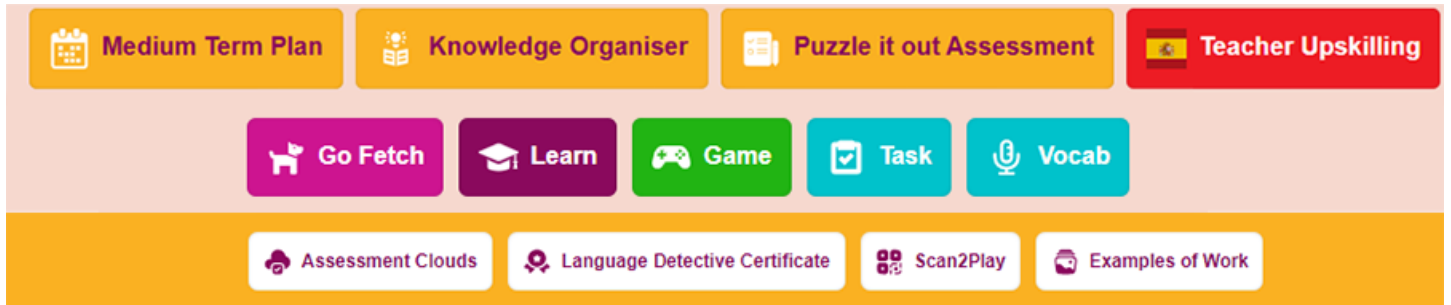 Medium Term Plan Knowledge Organiser Puzzle it out Assessment Teacher Upskilling
Go Fetch Learn Game Task Vocab
Assessment Clouds Language Detective Certificate Scan2Play Examples of Work